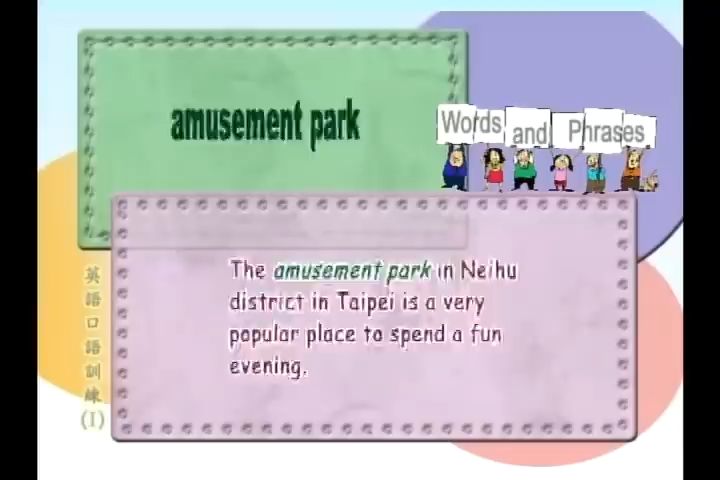 amusement park
Words and Phrases
The amusement park in Neihu
district in Taipei is a very
popular place to spend a fun
evening.
英語口語訓練(I)